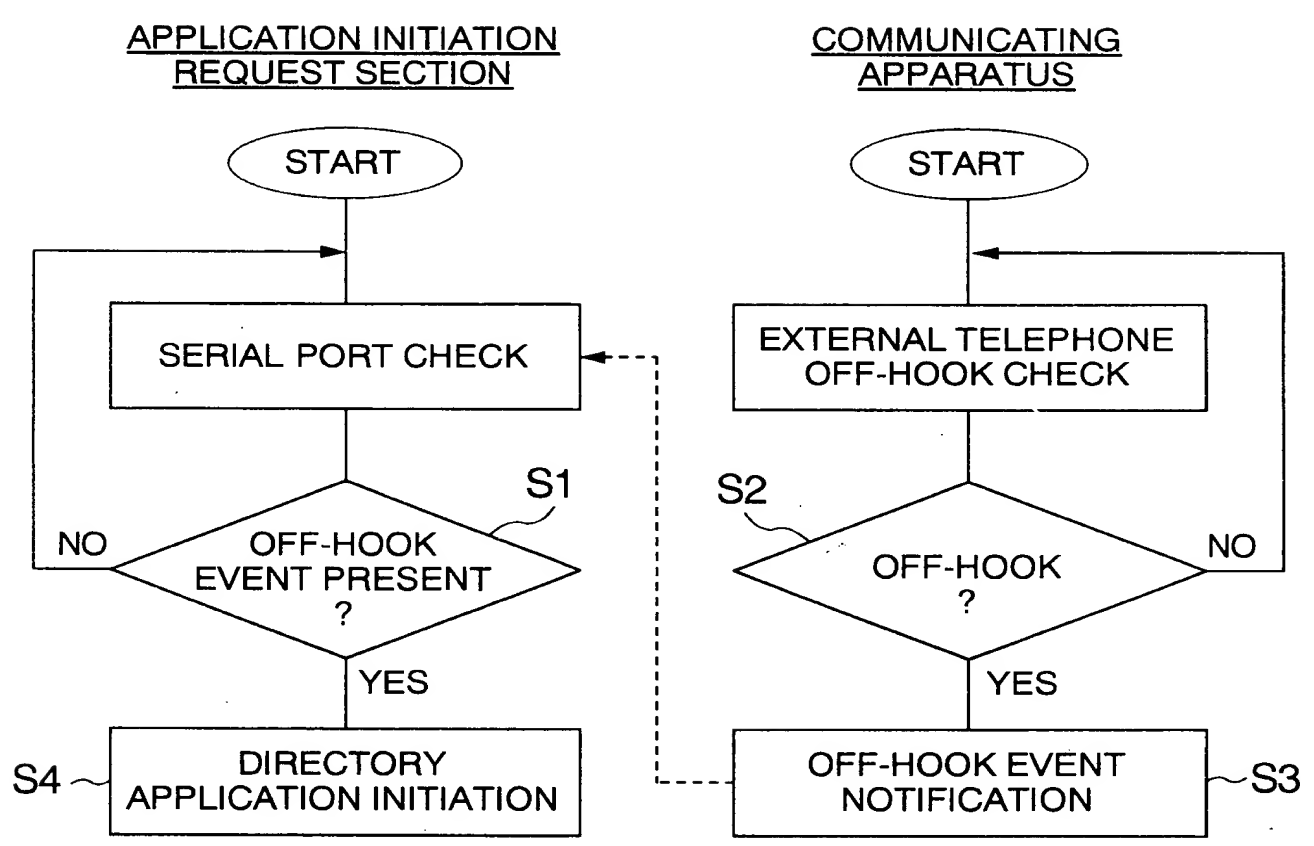 APPLICATION INITIATION
REQUEST SECTION
START
SERIAL PORT CHECK
S1
NO
OFF-HOOK
EVENT PRESENT
?
YES
S4
DIRECTORY
APPLICATION INITIATION
COMMUNICATING
APPARATUS
START
EXTERNAL TELEPHONE
OFF-HOOK CHECK
S2
OFF-HOOK
?
NO
YES
OFF-HOOK EVENT
NOTIFICATION
S3